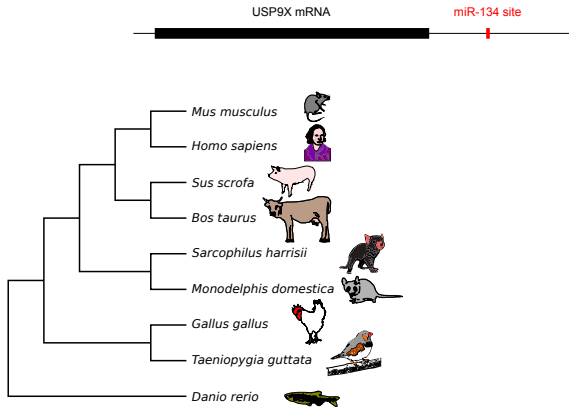 USP9X mRNA
miR-134 site
Mus musculus
Homo sapiens
Sus scrofa
Bos taurus
Sarcophilus harrisii
Monodelphis domestica
Gallus gallus
Taeniopygia guttata
Danio rerio